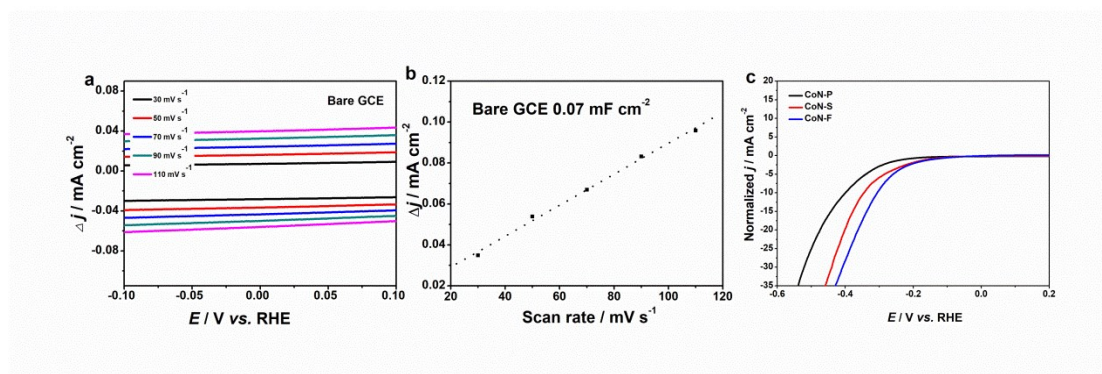 a
0.08
0.04
0.00
-0.04
-0.08
-0.10
-0.05
0.00
0.05
0.10
△ j / mA cm⁻²
E / V vs. RHE
30 mV s⁻¹
50 mV s⁻¹
70 mV s⁻¹
90 mV s⁻¹
110 mV s⁻¹
Bare GCE
b
0.12
0.10
0.08
0.06
0.04
0.02
20
40
60
80
100
120
△ j / mA cm⁻²
Scan rate / mV s⁻¹
Bare GCE 0.07 mF cm⁻²
c
20
15
10
5
0
-5
-10
-15
-20
-25
-30
-35
-0.6
-0.4
-0.2
0.0
0.2
Normalized j / mA cm⁻²
E / V vs. RHE
CoN-P
CoN-S
CoN-F